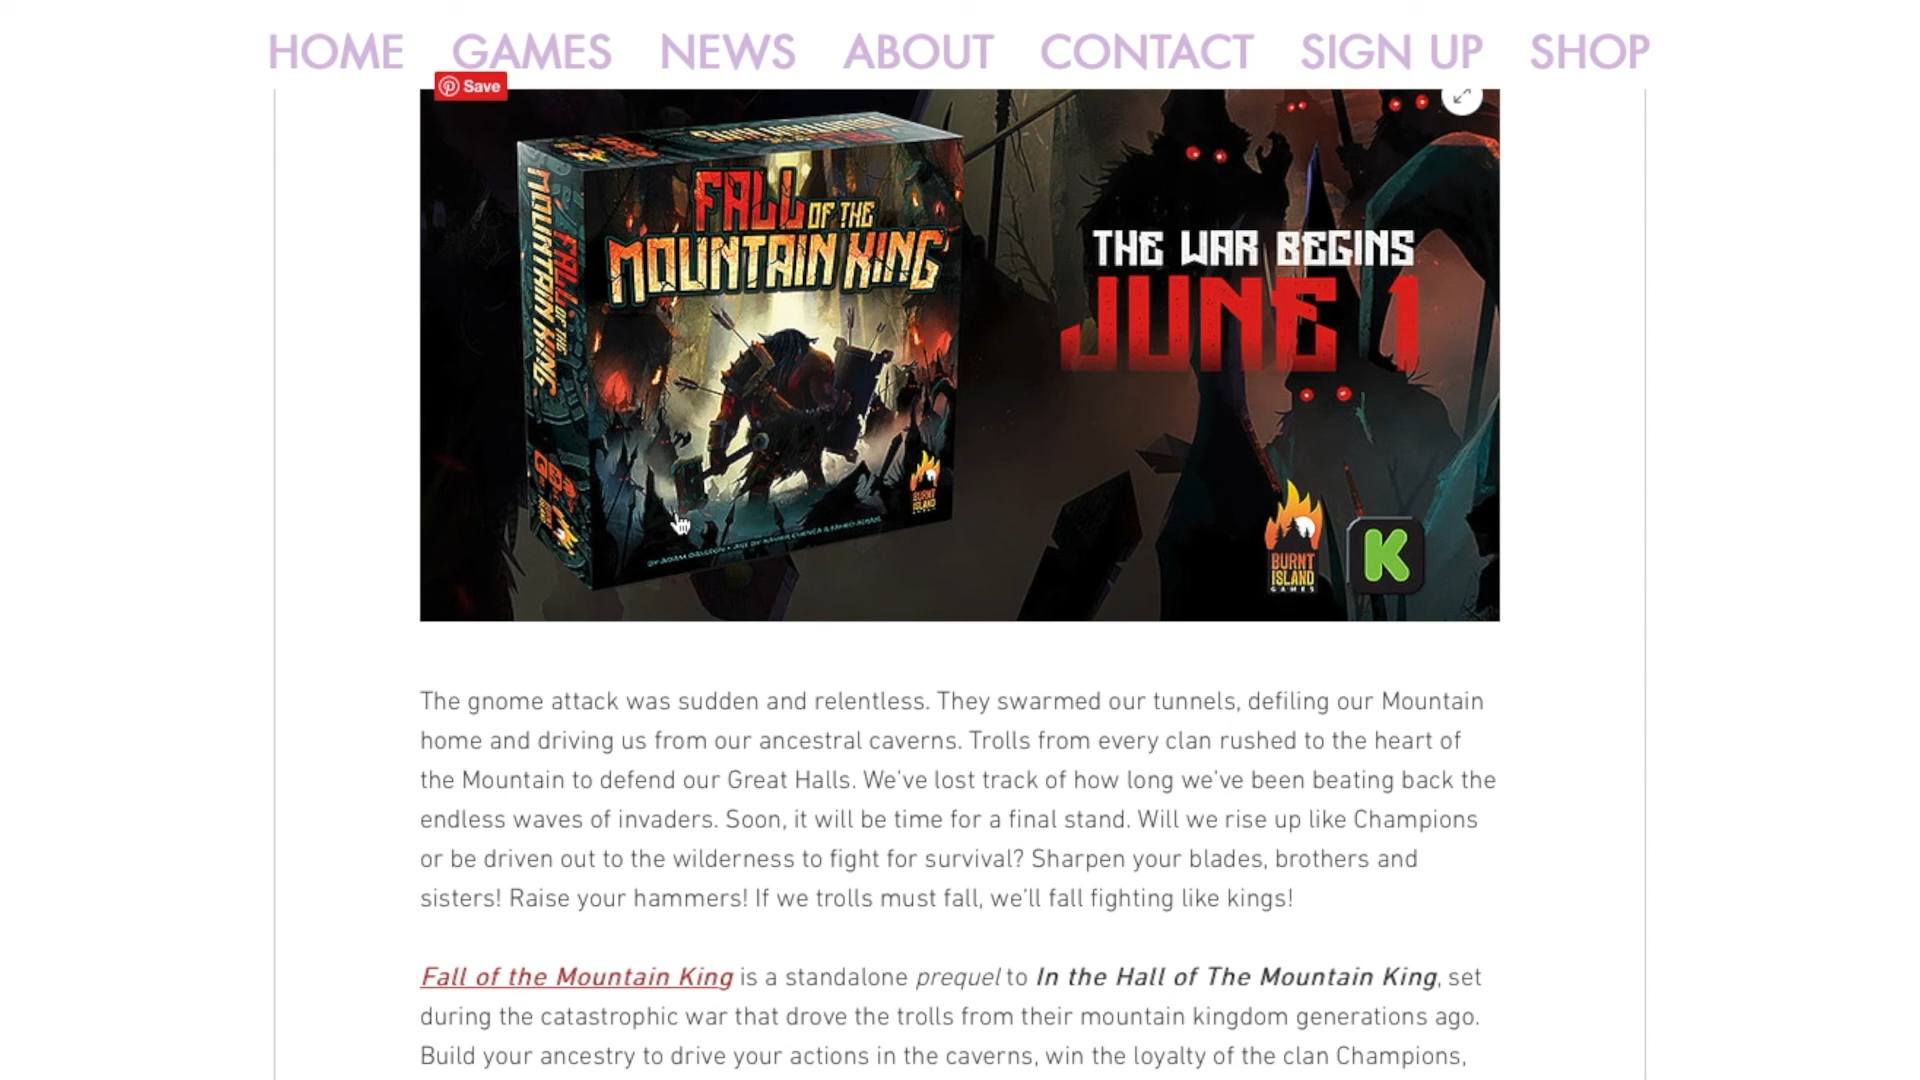 HOME GAMES NEWS ABOUT CONTACT SIGN UP SHOP
Save
FALL OF THE
MOUNTAIN KING
FALL OF THE
MOUNTAIN KING
THE WAR BEGINS
JUNE 1
BURNT
ISLAND
GAMES
K
BURNT
ISLAND
The gnome attack was sudden and relentless. They swarmed our tunnels, defiling our Mountain
home and driving us from our ancestral caverns. Trolls from every clan rushed to the heart of
the Mountain to defend our Great Halls. We've lost track of how long we've been beating back the
endless waves of invaders. Soon, it will be time for a final stand. Will we rise up like Champions
or be driven out to the wilderness to fight for survival? Sharpen your blades, brothers and
sisters! Raise your hammers! If we trolls must fall, we'll fall fighting like kings!
Fall of the Mountain King is a standalone prequel to In the Hall of The Mountain King, set
during the catastrophic war that drove the trolls from their mountain kingdom generations ago.
Build your ancestry to drive your actions in the caverns, win the loyalty of the clan Champions,